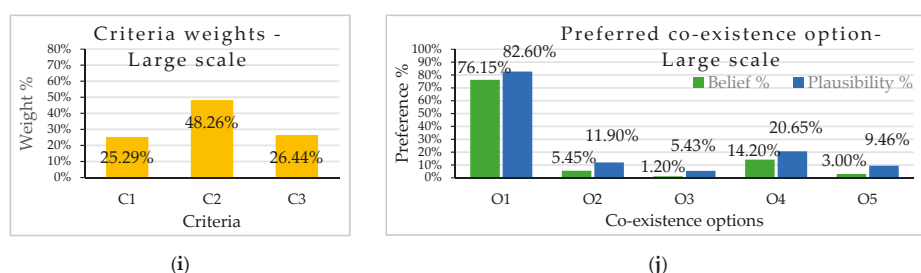 Criteria weights -
Large scale
Weight %
80%
70%
60%
50%
40%
30%
20%
10%
0%
25.29%
48.26%
26.44%
C1 C2 C3
Criteria
(i)
Preferred co-existence option-
Large scale
Belief % Plausibility %
Preference %
100%
90%
80%
70%
60%
50%
40%
30%
20%
10%
0%
76.15% 82.60%
5.45% 11.90%
1.20% 5.43%
14.20% 20.65%
3.00% 9.46%
O1 O2 O3 O4 O5
Co-existence options
(j)